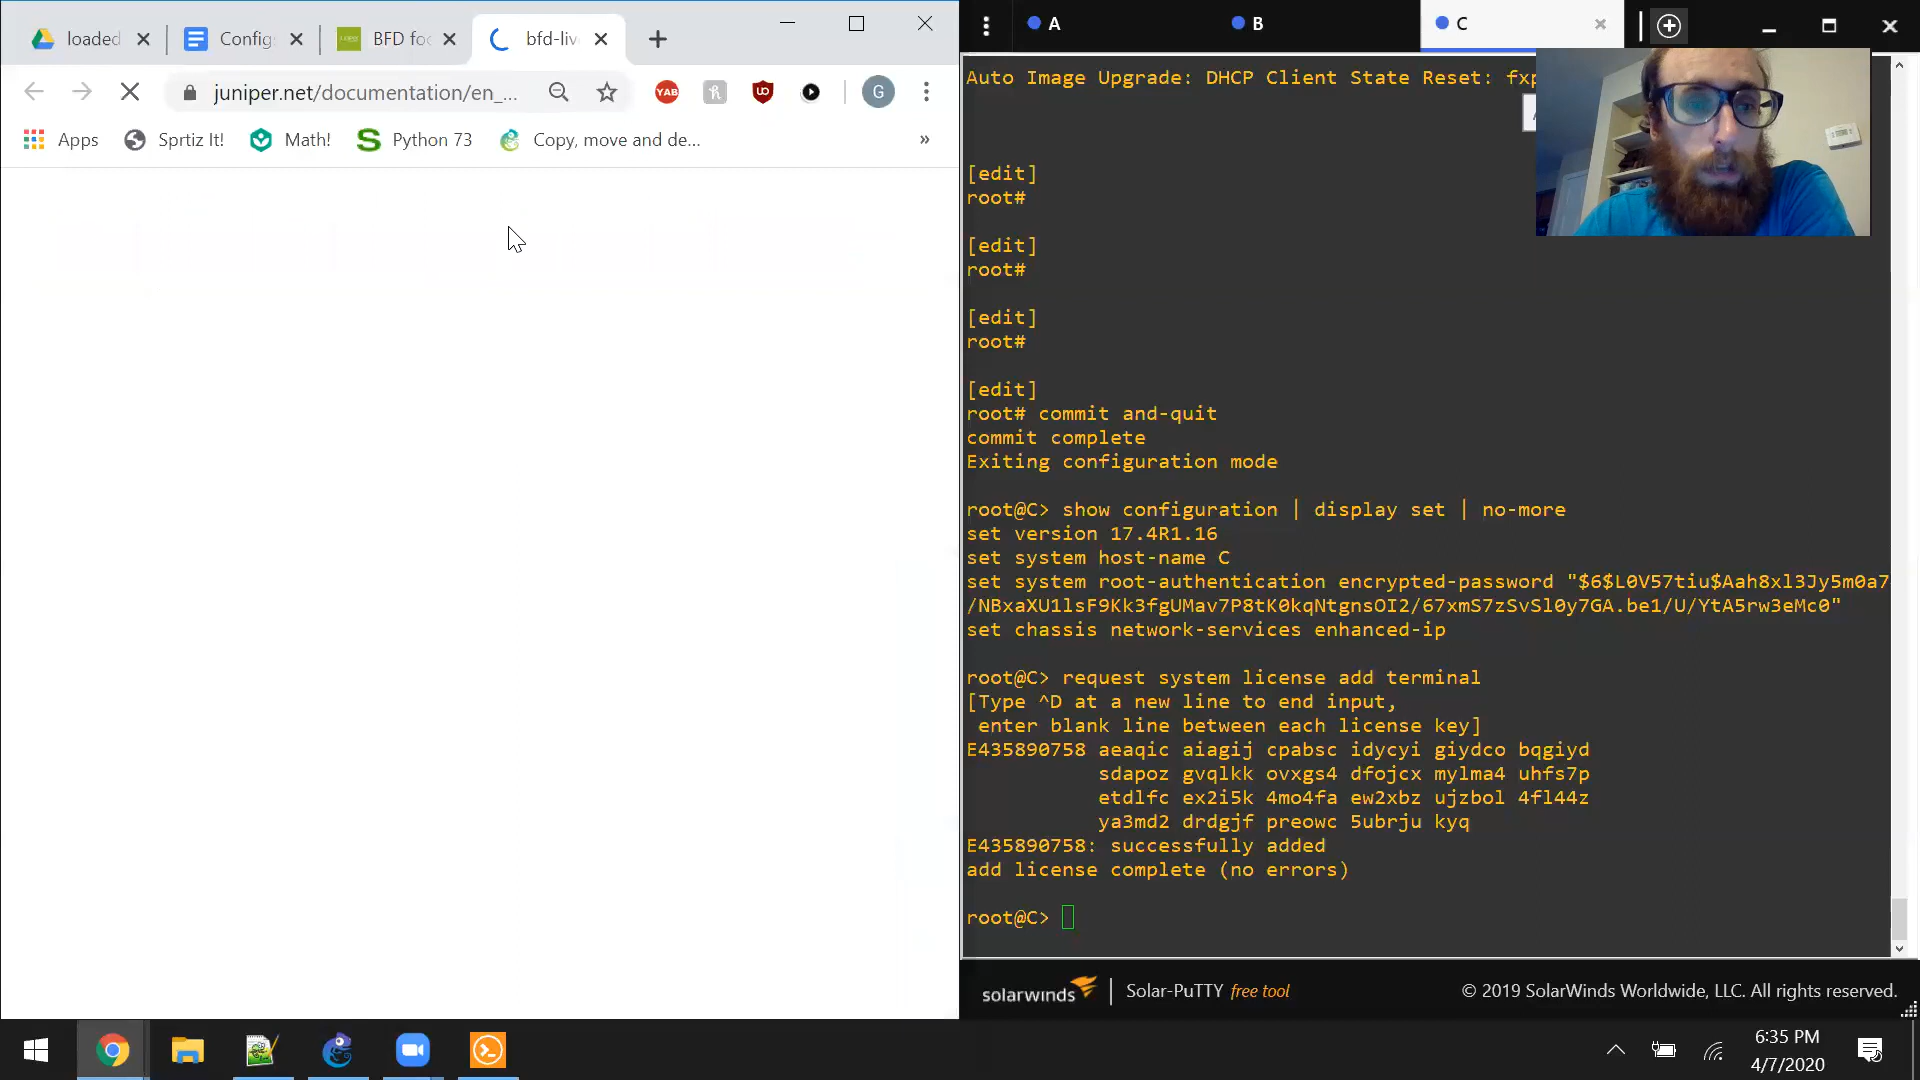 loaded
Config
BFD foc
bfd-liv
juniper.net/documentation/en_...
YAB
G
Apps
Sprtiz It!
Math!
Python 73
Copy, move and de...
»
A
B
C
Auto Image Upgrade: DHCP Client State Reset: fxp
[edit]
root#
[edit]
root#
[edit]
root#
[edit]
root# commit and-quit
commit complete
Exiting configuration mode
root@C> show configuration | display set | no-more
set version 17.4R1.16
set system host-name C
set system root-authentication encrypted-password "$6$L0V57tiu$Aah8xl3Jy5m0a7
/NBxaXU1lsF9Kk3fgUMav7P8tK0kqNtgnsOI2/67xmS7zSvSl0y7GA.be1/U/YtA5rw3eMc0"
set chassis network-services enhanced-ip
root@C> request system license add terminal
[Type ^D at a new line to end input,
enter blank line between each license key]
E435890758 aeaqic aiagij cpabsc idycyi giydco bqgiyd
sdapoz gvqlkk ovxgs4 dfojcx mylma4 uhfs7p
etdlfc ex2i5k 4mo4fa ew2xbz ujzbol 4fl44z
ya3md2 drdgjf preowc 5ubrju kyq
E435890758: successfully added
add license complete (no errors)
root@C>
solarwinds
Solar-PuTTY free tool
© 2019 SolarWinds Worldwide, LLC. All rights reserved.
6:35 PM
4/7/2020